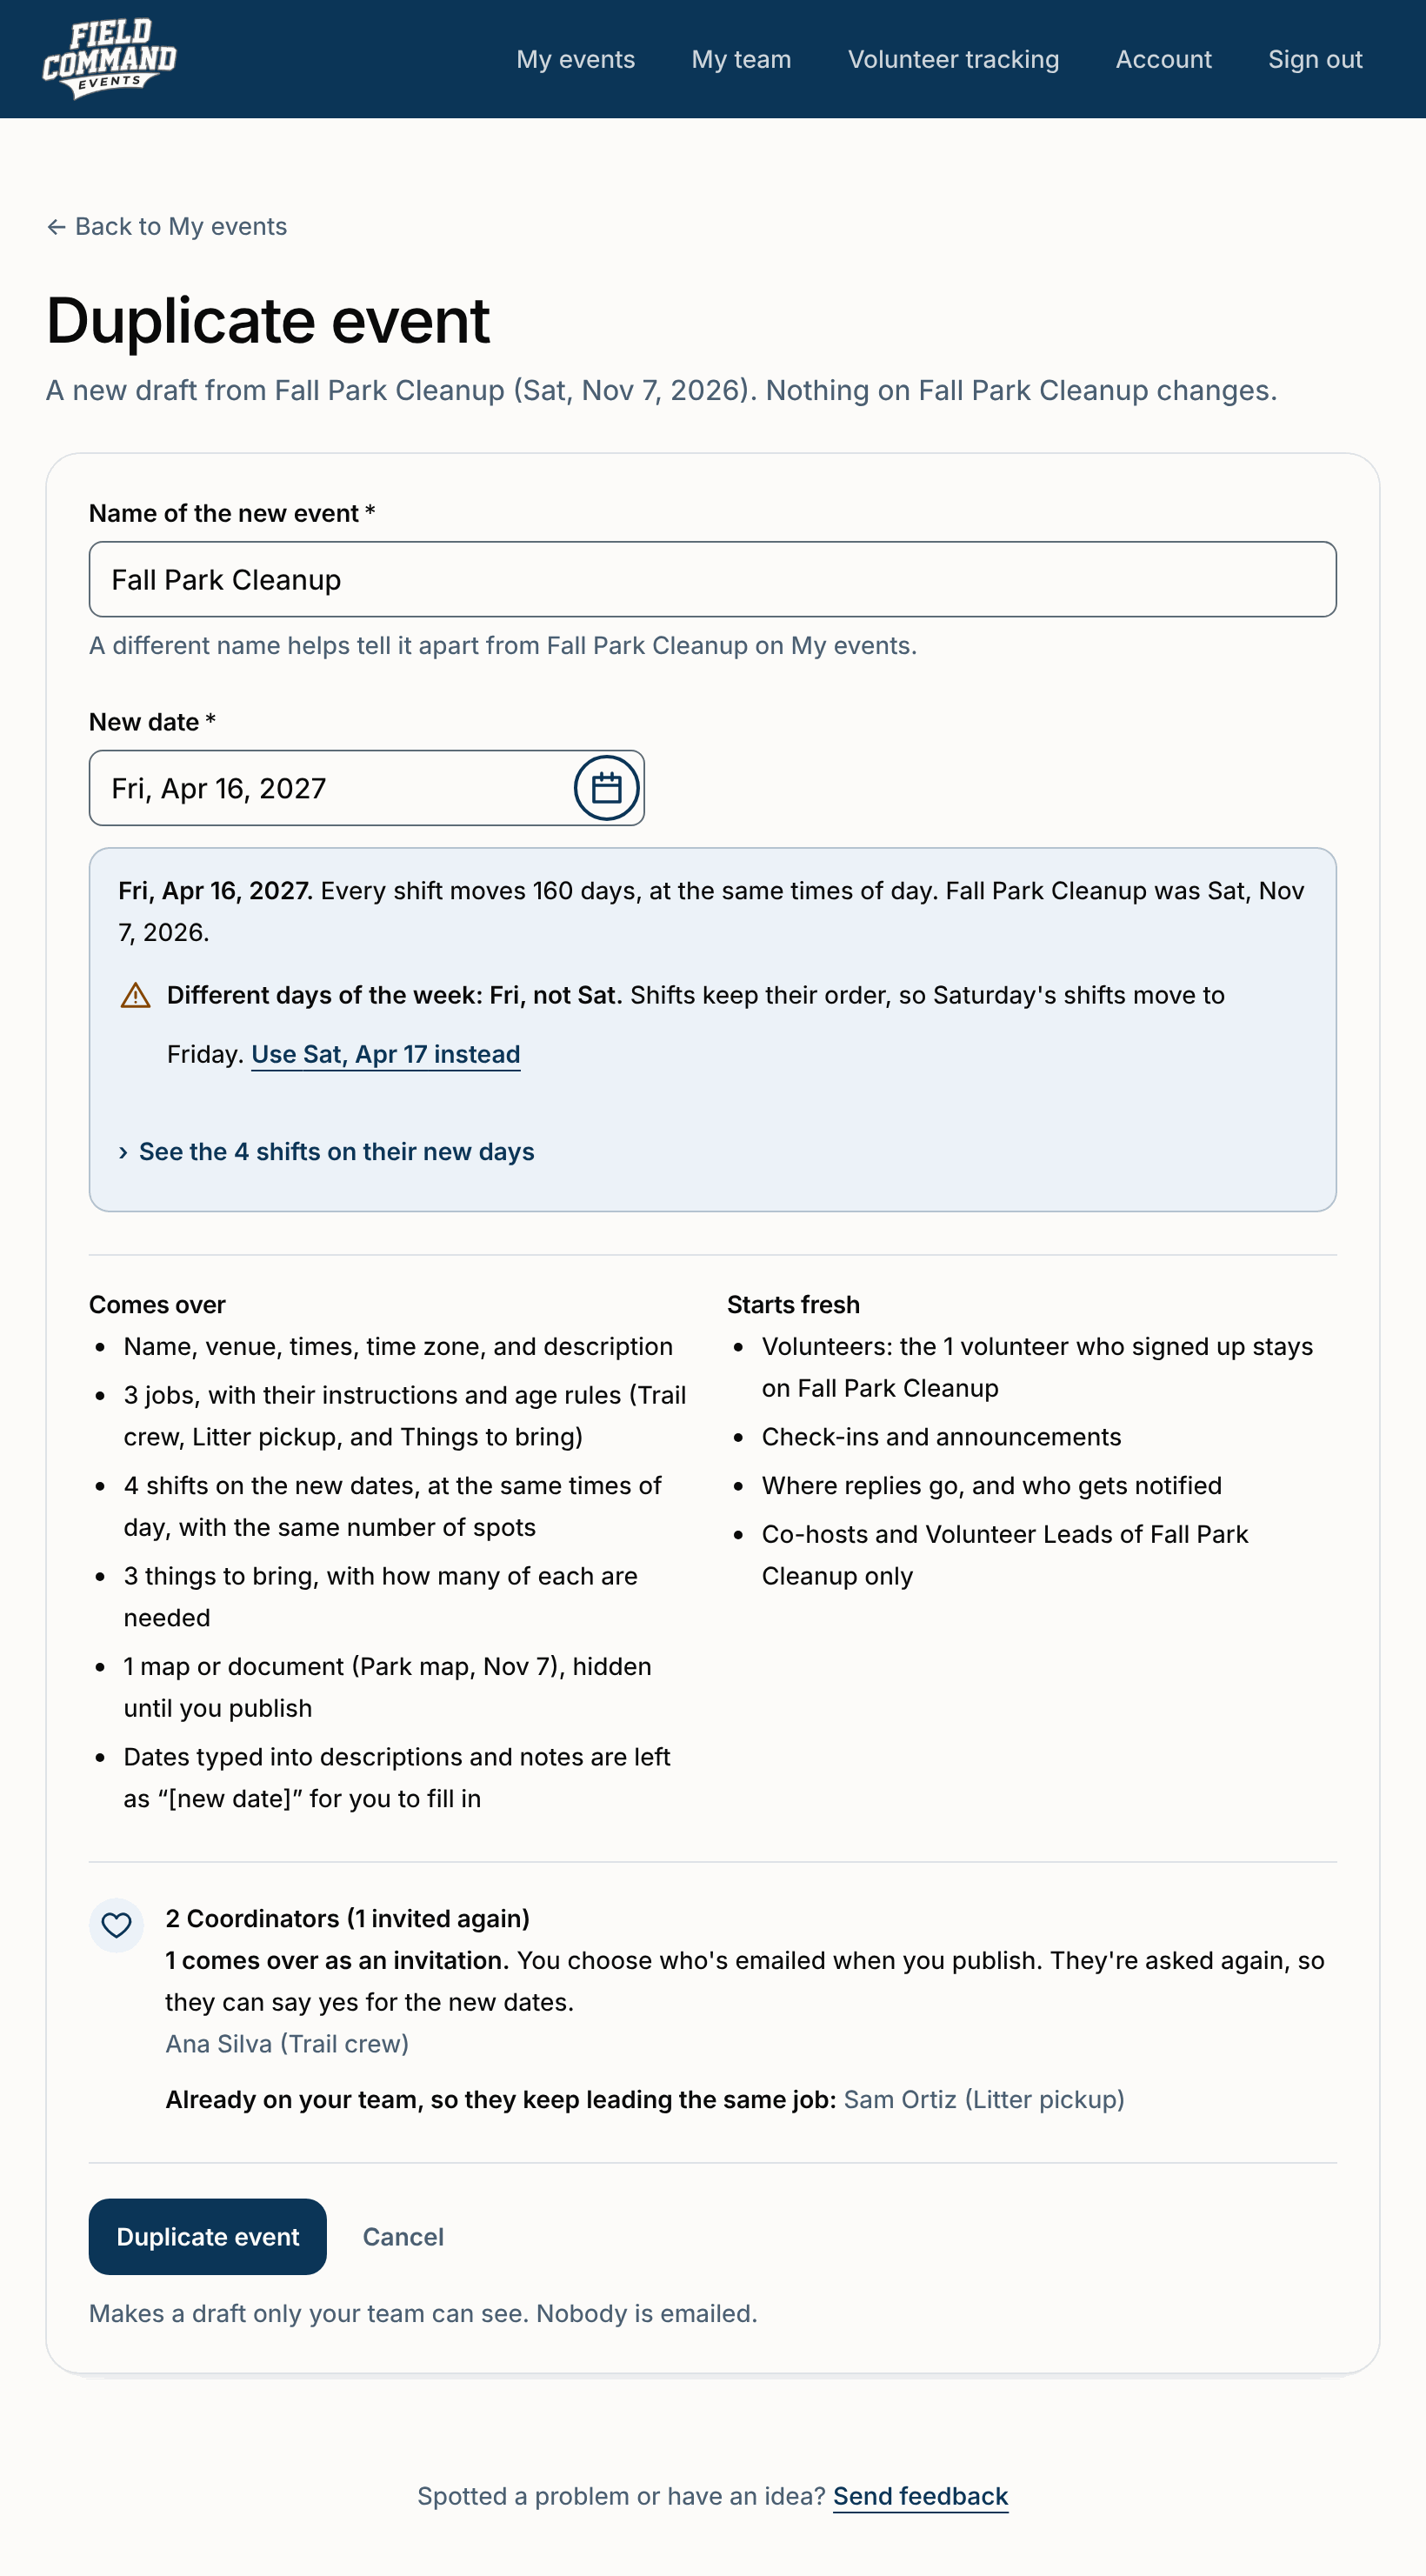 FIELD
COMMAND
EVENTS
My events
My team
Volunteer tracking
Account
Sign out
← Back to My events
Duplicate event
A new draft from Fall Park Cleanup (Sat, Nov 7, 2026). Nothing on Fall Park Cleanup changes.
Name of the new event *
Fall Park Cleanup
A different name helps tell it apart from Fall Park Cleanup on My events.
New date *
Fri, Apr 16, 2027
Fri, Apr 16, 2027. Every shift moves 160 days, at the same times of day. Fall Park Cleanup was Sat, Nov
7, 2026.
Different days of the week: Fri, not Sat. Shifts keep their order, so Saturday's shifts move to
Friday. Use Sat, Apr 17 instead
› See the 4 shifts on their new days
Comes over
• Name, venue, times, time zone, and description
• 3 jobs, with their instructions and age rules (Trail
crew, Litter pickup, and Things to bring)
• 4 shifts on the new dates, at the same times of
day, with the same number of spots
• 3 things to bring, with how many of each are
needed
• 1 map or document (Park map, Nov 7), hidden
until you publish
• Dates typed into descriptions and notes are left
as “[new date]” for you to fill in
Starts fresh
• Volunteers: the 1 volunteer who signed up stays
on Fall Park Cleanup
• Check-ins and announcements
• Where replies go, and who gets notified
• Co-hosts and Volunteer Leads of Fall Park
Cleanup only
2 Coordinators (1 invited again)
1 comes over as an invitation. You choose who's emailed when you publish. They're asked again, so
they can say yes for the new dates.
Ana Silva (Trail crew)
Already on your team, so they keep leading the same job: Sam Ortiz (Litter pickup)
Duplicate event
Cancel
Makes a draft only your team can see. Nobody is emailed.
Spotted a problem or have an idea? Send feedback